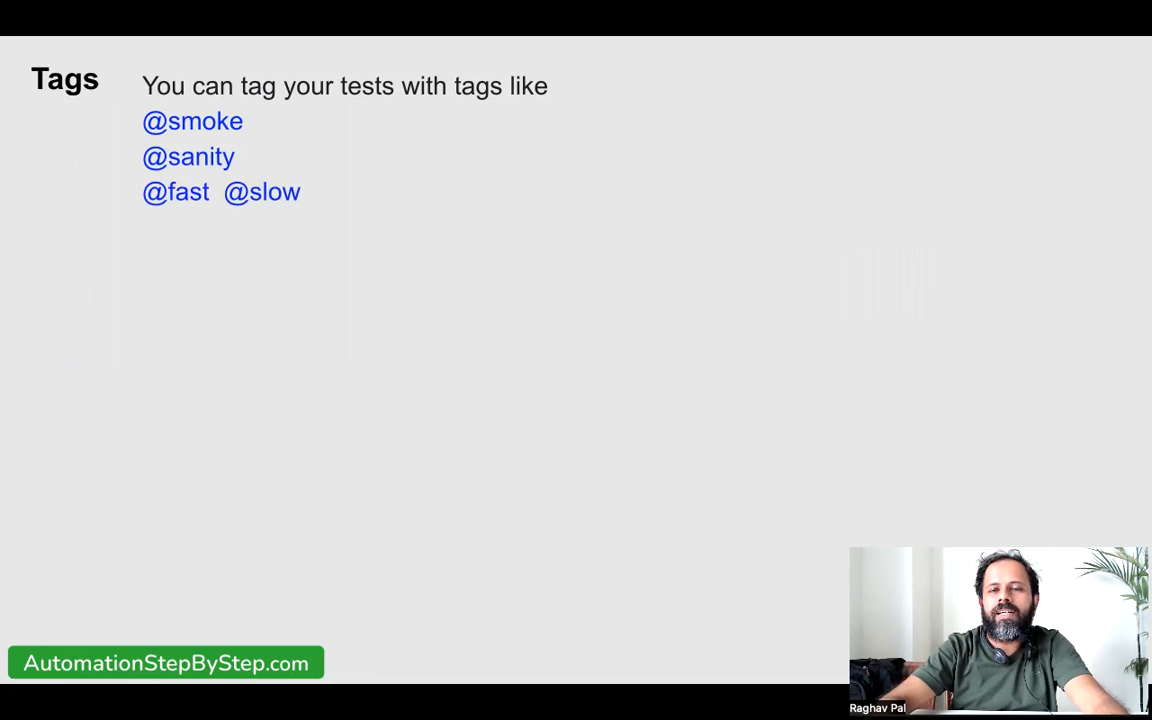 Tags
You can tag your tests with tags like
@smoke
@sanity
@fast @slow
AutomationStepByStep.com
Raghav Pal